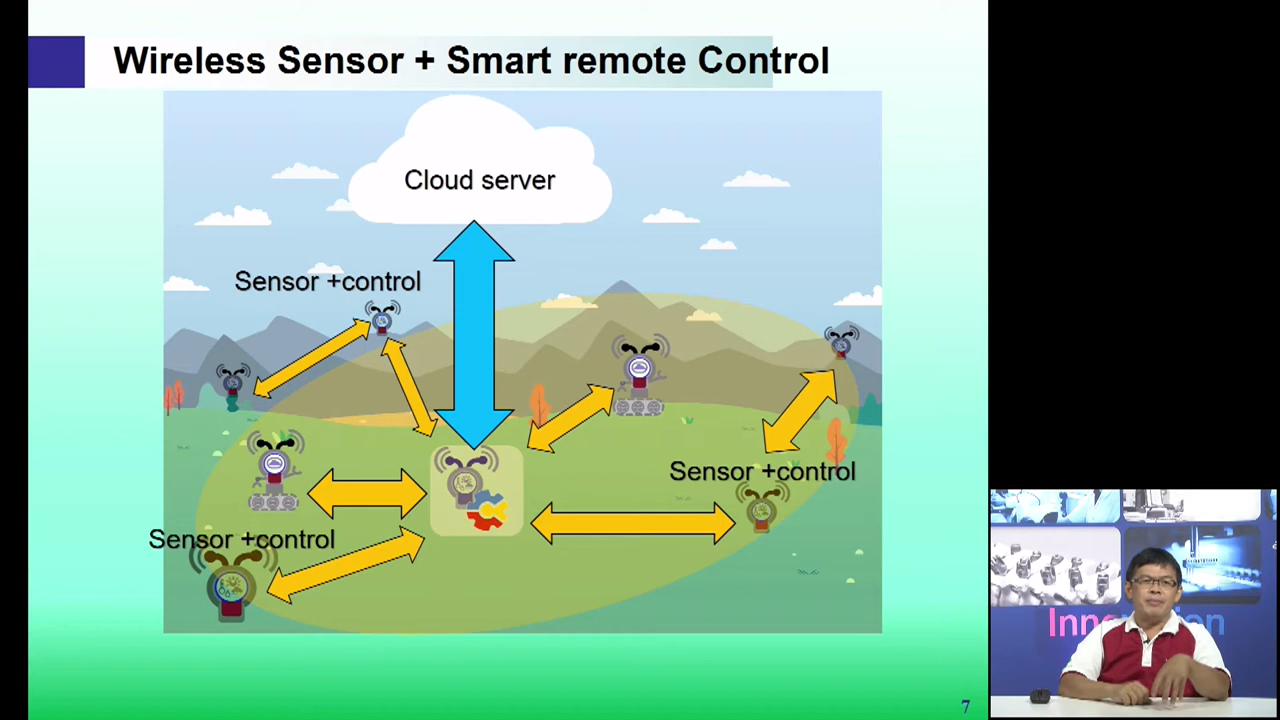 Wireless Sensor + Smart remote Control
Cloud server
Sensor +control
Sensor +control
Sensor +control
7